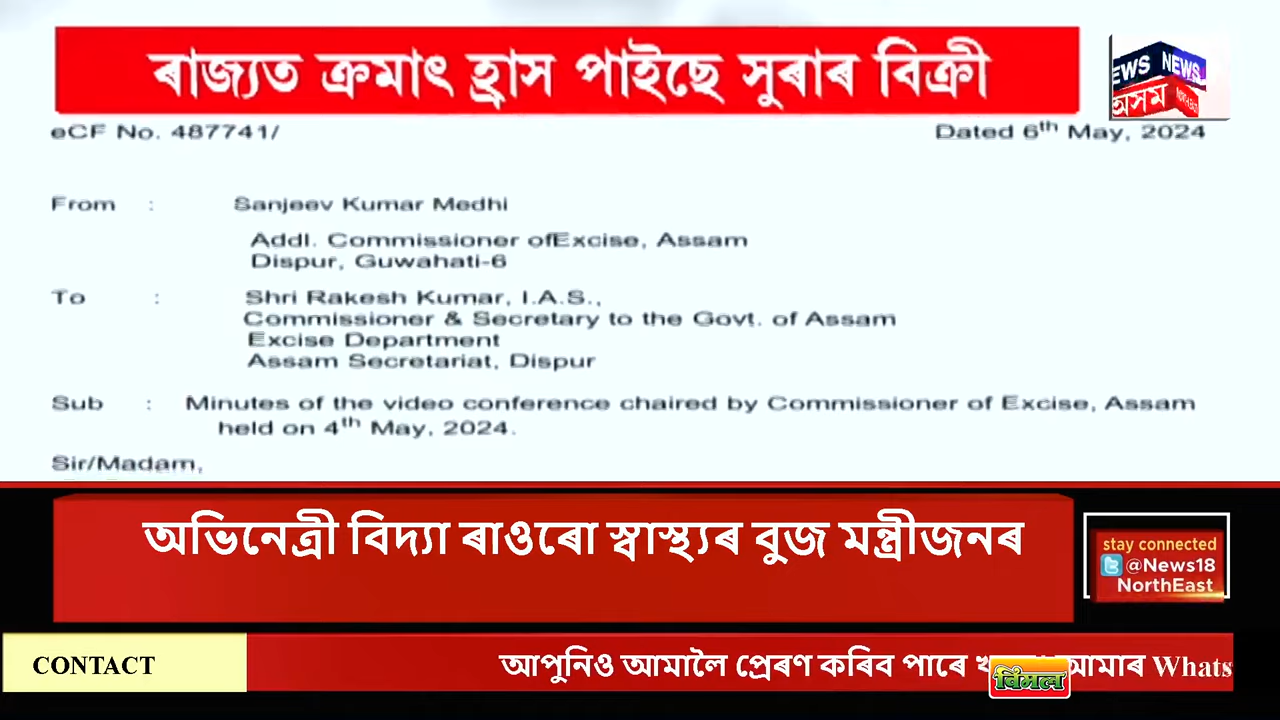 ৰাজ্যত ক্ৰমাৎ হ্ৰাস পাইছে সুৰাৰ বিক্ৰী
EWS NEWS
অসম
eCF No. 487741/ Dated 6th May, 2024
From : Sanjeev Kumar Medhi
Addl. Commissioner ofExcise, Assam
Dispur, Guwahati-6
To : Shri Rakesh Kumar, I.A.S.,
Commissioner & Secretary to the Govt. of Assam
Excise Department
Assam Secretariat, Dispur
Sub : Minutes of the video conference chaired by Commissioner of Excise, Assam
held on 4th May, 2024.
Sir/Madam,
অভিনেত্ৰী বিদ্যা ৰাওৰো স্বাস্থ্যৰ বুজ মন্ত্ৰীজনৰ
stay connected
@News18
NorthEast
CONTACT
আপুনিও আমালৈ প্ৰেৰণ কৰিব পাৰে আমাৰ Whats
विमल